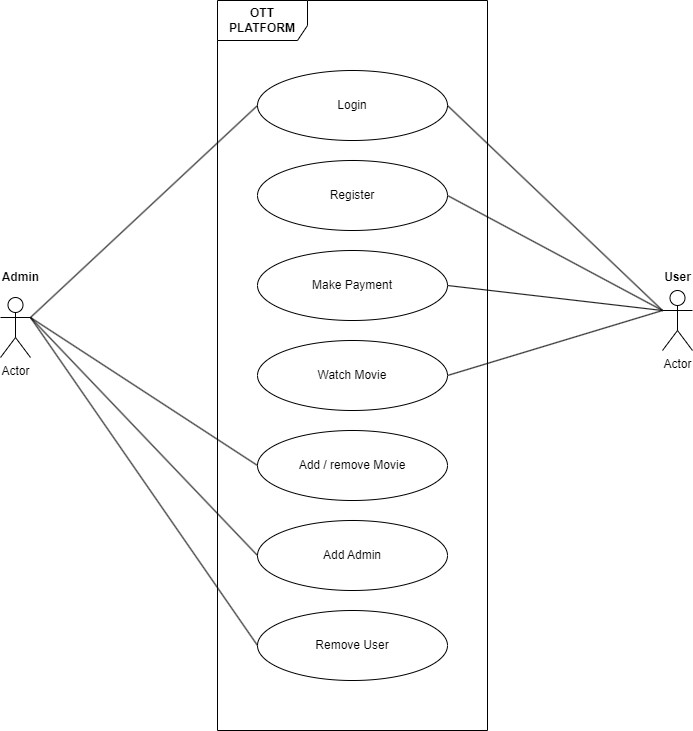 OTT
PLATFORM
Login
Register
Admin
User
Make Payment
Actor
Actor
Watch Movie
Add / remove Movie
Add Admin
Remove User